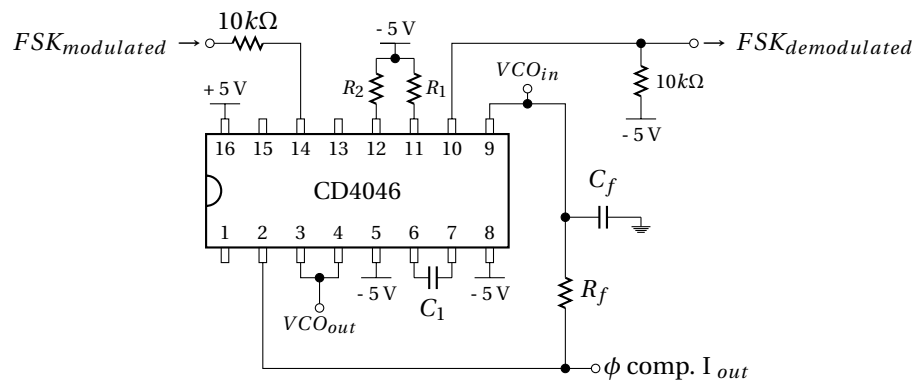 10kΩ
FSK_modulated
- 5 V
FSK_demodulated
VCO_in
R2
R1
10kΩ
+ 5 V
- 5 V
16 15 14 13 12 11 10 9
CD4046
C_f
1 2 3 4 5 6 7 8
- 5 V
C1
- 5 V
R_f
VCO_out
ϕ comp. I out